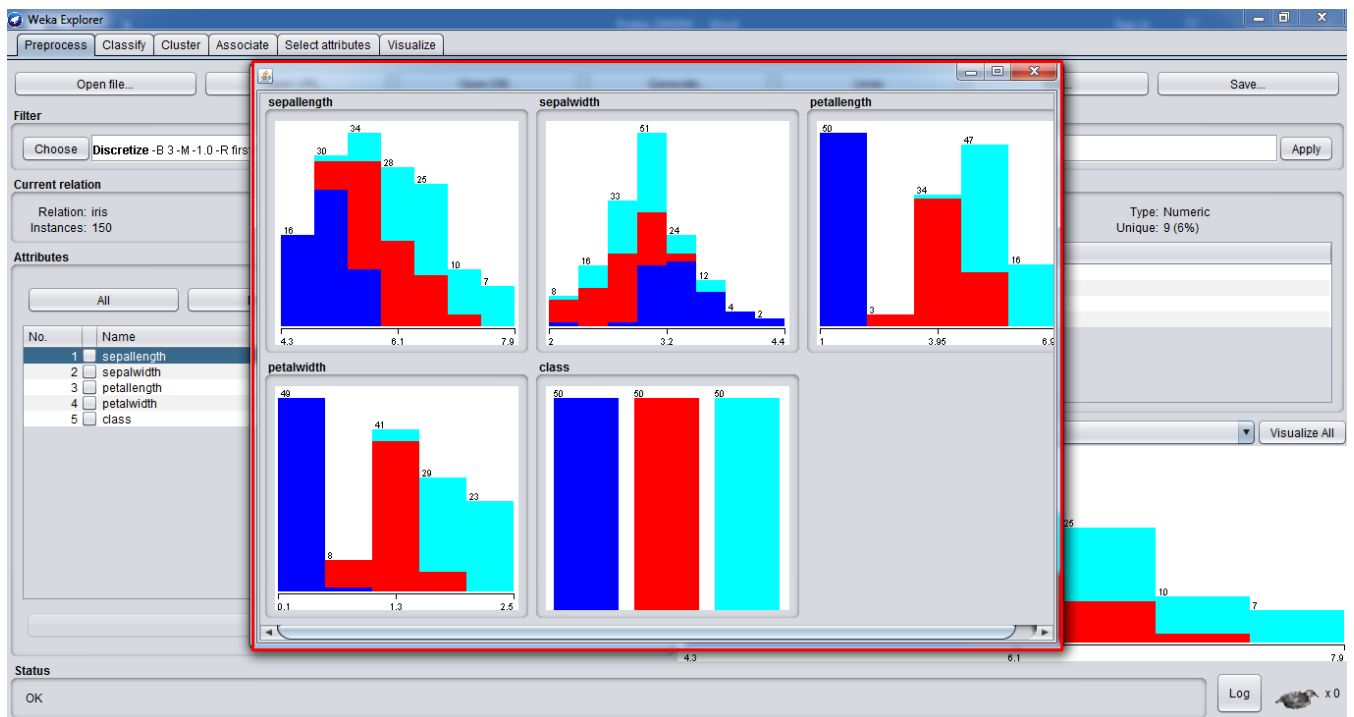 Weka Explorer
Preprocess Classify Cluster Associate Select attributes Visualize
Open file... Save...
Filter
Choose Discretize -B 3 -M -1.0 -R firs Apply
Current relation
Relation: iris
Instances: 150
Type: Numeric
Unique: 9 (6%)
Attributes
All
No. Name
1 sepallength
2 sepalwidth
3 petallength
4 petalwidth
5 class
Visualize All
sepallength
16 30 34 28 25 10 7
4.3 6.1 7.9
sepalwidth
8 16 33 51 24 12 4 2
2 3.2 4.4
petallength
50 3 34 47 16
1 3.95 6.9
petalwidth
49 8 41 29 23
0.1 1.3 2.5
class
50 50 50
25 10 7
4.3 6.1 7.9
Status
OK
Log x 0